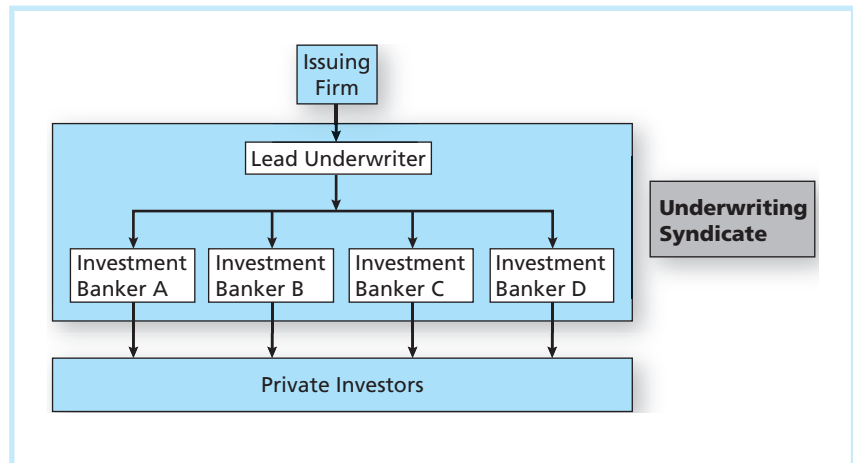 Issuing
Firm
Lead Underwriter
Underwriting
Syndicate
Investment
Banker A
Investment
Banker B
Investment
Banker C
Investment
Banker D
Private Investors